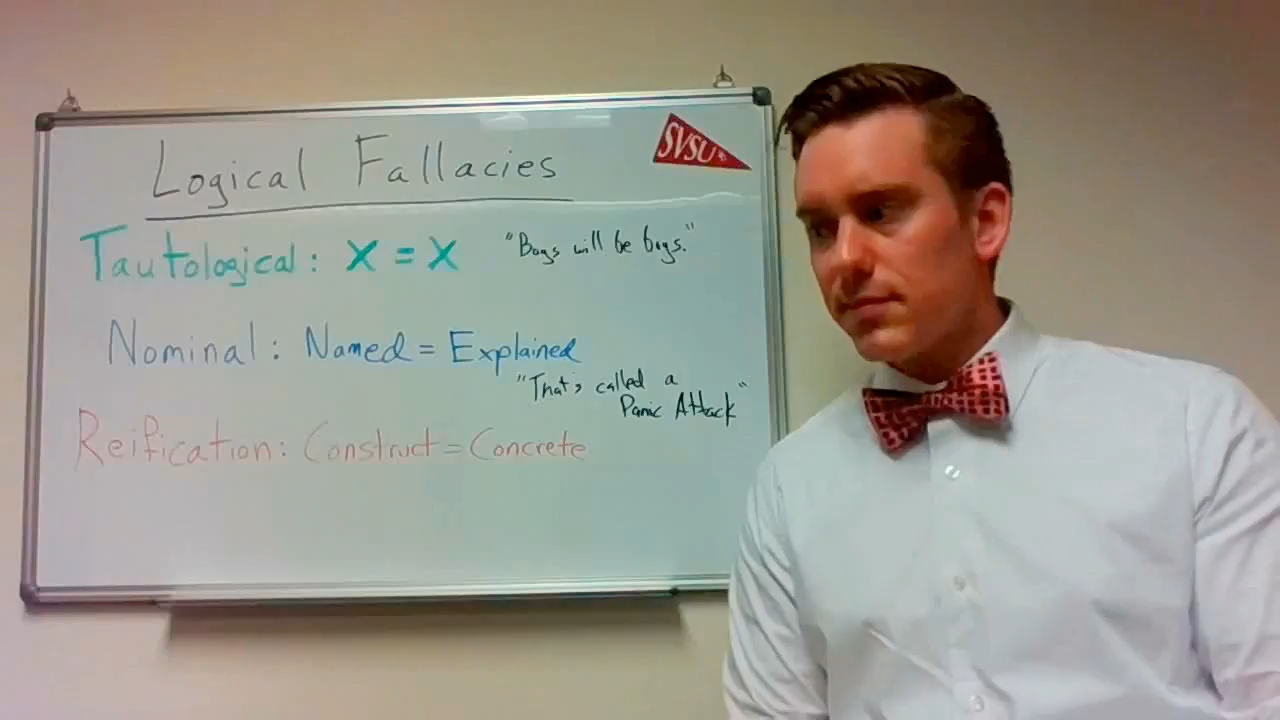 Logical Fallacies
SVSU
Tautological: X = X
"Boys will be boys."
Nominal: Named = Explained
"That's called a
Panic Attack"
Reification: Construct = Concrete